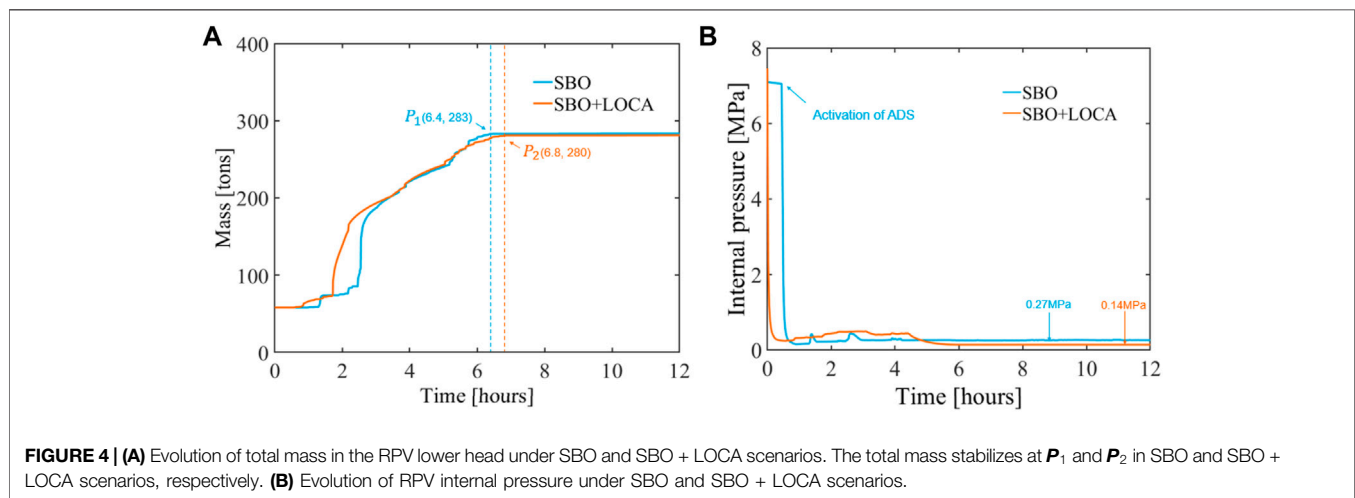 A
400
300
200
100
0
Mass [tons]
0 2 4 6 8 10 12
Time [hours]
SBO
SBO+LOCA
P1(6.4, 283)
P2(6.8, 280)
B
8
6
4
2
0
Internal pressure [MPa]
0 2 4 6 8 10 12
Time [hours]
SBO
SBO+LOCA
Activation of ADS
0.27MPa
0.14MPa
FIGURE 4 | (A) Evolution of total mass in the RPV lower head under SBO and SBO + LOCA scenarios. The total mass stabilizes at P1 and P2 in SBO and SBO +
LOCA scenarios, respectively. (B) Evolution of RPV internal pressure under SBO and SBO + LOCA scenarios.